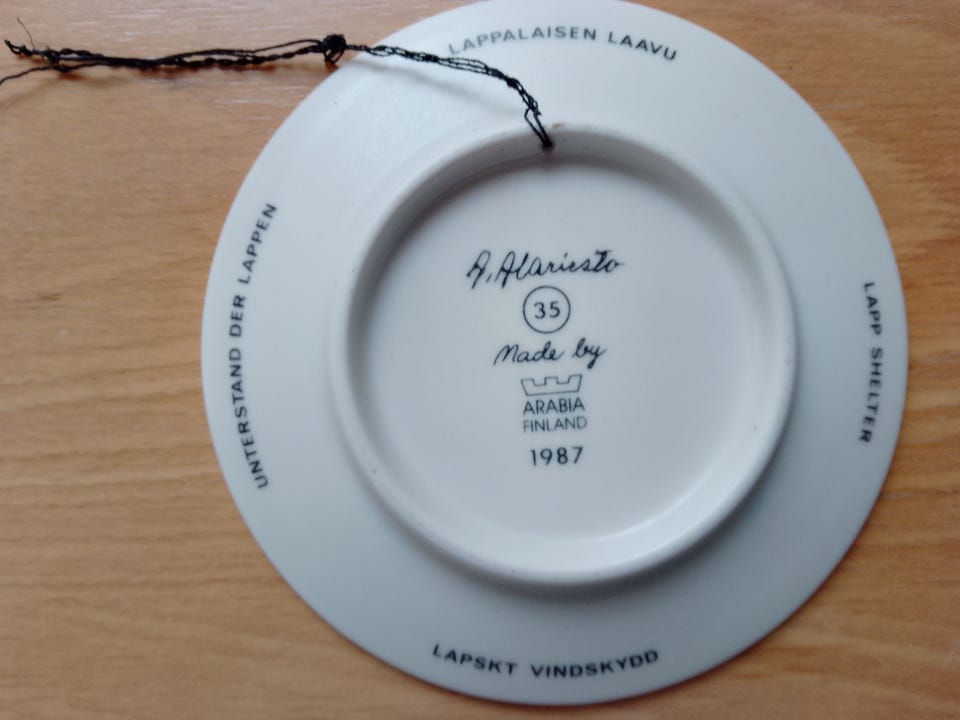 LAPPALAISEN LAAVU
UNTERSTAND DER LAPPEN
LAPP SHELTER
A. Alariesto
35
Made by
ARABIA
FINLAND
1987
LAPSKT VINDSKYDD